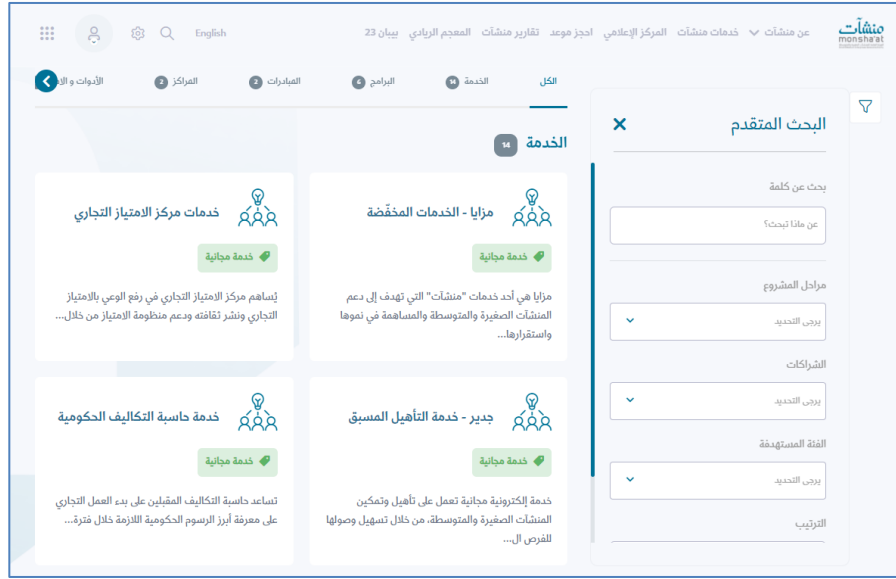 منشآت
monsha'at
عن منشآت
خدمات منشآت
المركز الإعلامي
احجز موعد
تقارير منشآت
المعجم الريادي
بيبان 23
English
الكل
الخدمة 14
البرامج 6
المبادرات 2
المراكز 2
الأدوات و
البحث المتقدم
بحث عن كلمة
عن ماذا تبحث؟
مراحل المشروع
يرجى التحديد
الشراكات
يرجى التحديد
الفئة المستهدفة
يرجى التحديد
الترتيب
الخدمة 14
مزايا - الخدمات المخفّضة
خدمة مجانية
مزايا هي أحد خدمات "منشآت" التي تهدف إلى دعم
المنشآت الصغيرة والمتوسطة والمساهمة في نموها
واستقرارها...
خدمات مركز الامتياز التجاري
خدمة مجانية
يُساهم مركز الامتياز التجاري في رفع الوعي بالامتياز
التجاري ونشر ثقافته ودعم منظومة الامتياز من خلال...
جدير - خدمة التأهيل المسبق
خدمة مجانية
خدمة إلكترونية مجانية تعمل على تأهيل وتمكين
المنشآت الصغيرة والمتوسطة، من خلال تسهيل وصولها
للفرص ال...
خدمة حاسبة التكاليف الحكومية
خدمة مجانية
تساعد حاسبة التكاليف المقبلين على بدء العمل التجاري
على معرفة أبرز الرسوم الحكومية اللازمة خلال فترة...